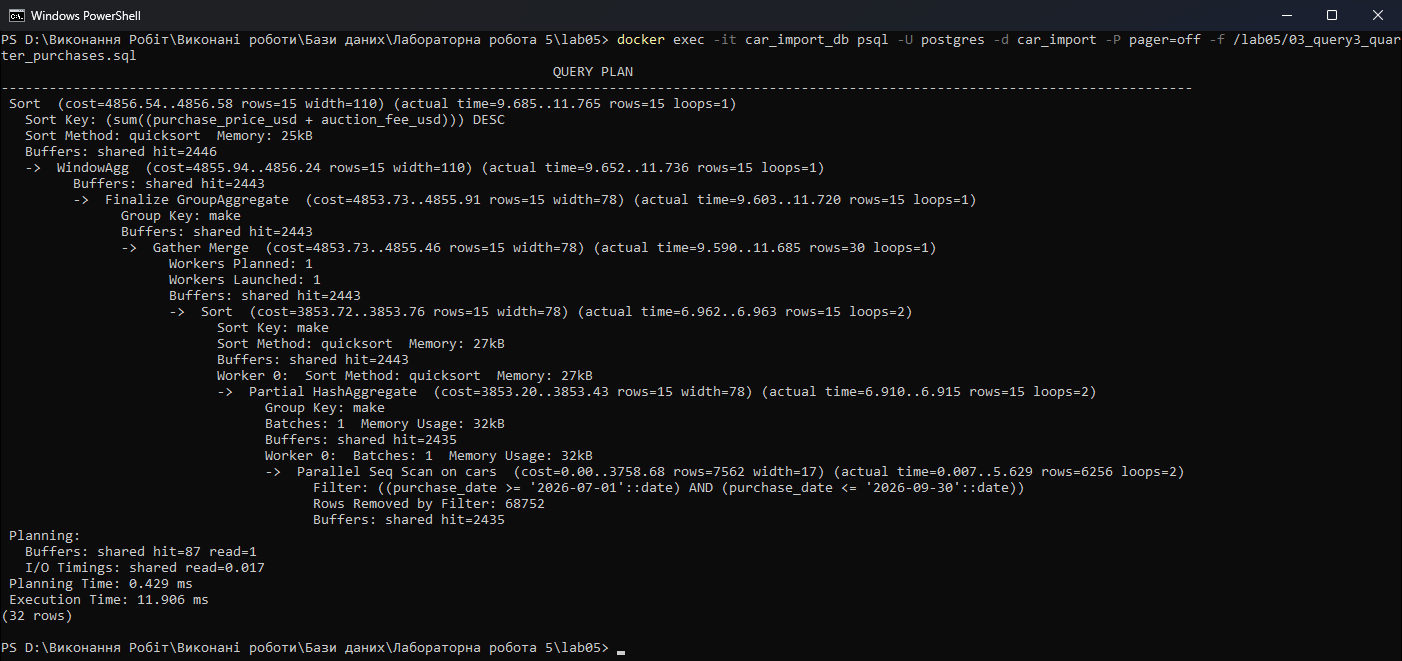 Windows PowerShell
PS D:\Виконання Робіт\Виконані роботи\Бази даних\Лабораторна робота 5\lab05> docker exec -it car_import_db psql -U postgres -d car_import -P pager=off -f /lab05/03_query3_quar
ter_purchases.sql
QUERY PLAN
-----------------------------------------------------------------------------------------------------------------------------------------------------
Sort  (cost=4856.54..4856.58 rows=15 width=110) (actual time=9.685..11.765 rows=15 loops=1)
  Sort Key: (sum((purchase_price_usd + auction_fee_usd))) DESC
  Sort Method: quicksort  Memory: 25kB
  Buffers: shared hit=2446
  ->  WindowAgg  (cost=4855.94..4856.24 rows=15 width=110) (actual time=9.652..11.736 rows=15 loops=1)
        Buffers: shared hit=2443
        ->  Finalize GroupAggregate  (cost=4853.73..4855.91 rows=15 width=78) (actual time=9.603..11.720 rows=15 loops=1)
              Group Key: make
              Buffers: shared hit=2443
              ->  Gather Merge  (cost=4853.73..4855.46 rows=15 width=78) (actual time=9.590..11.685 rows=30 loops=1)
                    Workers Planned: 1
                    Workers Launched: 1
                    Buffers: shared hit=2443
                    ->  Sort  (cost=3853.72..3853.76 rows=15 width=78) (actual time=6.962..6.963 rows=15 loops=2)
                          Sort Key: make
                          Sort Method: quicksort  Memory: 27kB
                          Buffers: shared hit=2443
                          Worker 0:  Sort Method: quicksort  Memory: 27kB
                          ->  Partial HashAggregate  (cost=3853.20..3853.43 rows=15 width=78) (actual time=6.910..6.915 rows=15 loops=2)
                                Group Key: make
                                Batches: 1  Memory Usage: 32kB
                                Buffers: shared hit=2435
                                Worker 0:  Batches: 1  Memory Usage: 32kB
                                ->  Parallel Seq Scan on cars  (cost=0.00..3758.68 rows=7562 width=17) (actual time=0.007..5.629 rows=6256 loops=2)
                                      Filter: ((purchase_date >= '2026-07-01'::date) AND (purchase_date <= '2026-09-30'::date))
                                      Rows Removed by Filter: 68752
                                      Buffers: shared hit=2435
Planning:
  Buffers: shared hit=87 read=1
  I/O Timings: shared read=0.017
Planning Time: 0.429 ms
Execution Time: 11.906 ms
(32 rows)
PS D:\Виконання Робіт\Виконані роботи\Бази даних\Лабораторна робота 5\lab05>